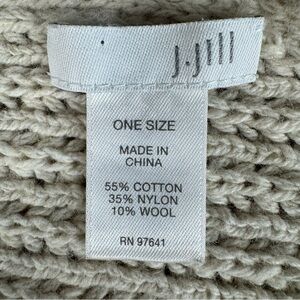 J.Jill
ONE SIZE
MADE IN
CHINA
55% COTTON
35% NYLON
10% WOOL
RN 97641